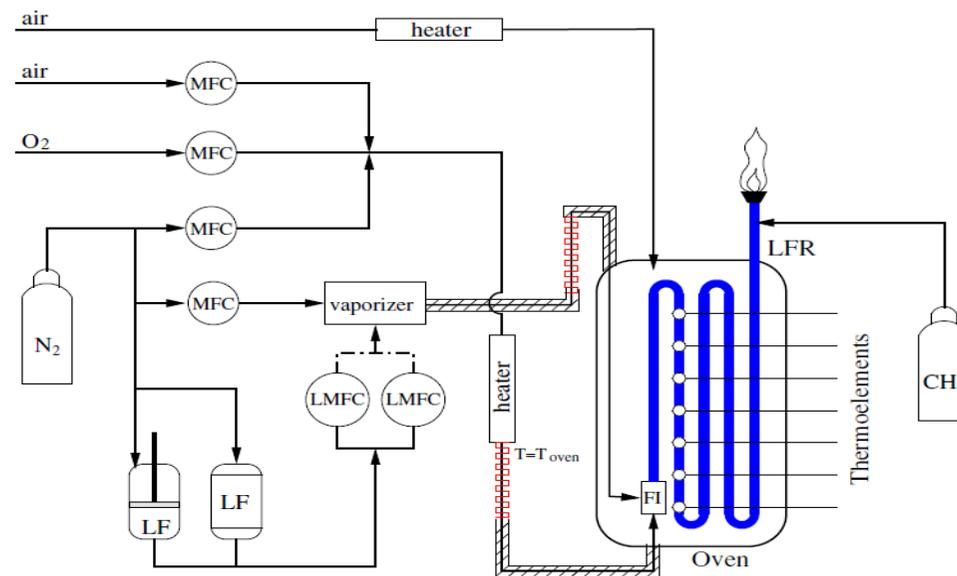 air
heater
air
MFC
O2
MFC
MFC
LFR
MFC
vaporizer
N2
CH
LMFC
LMFC
heater
Thermoelements
T=Toven
LF
LF
FI
Oven